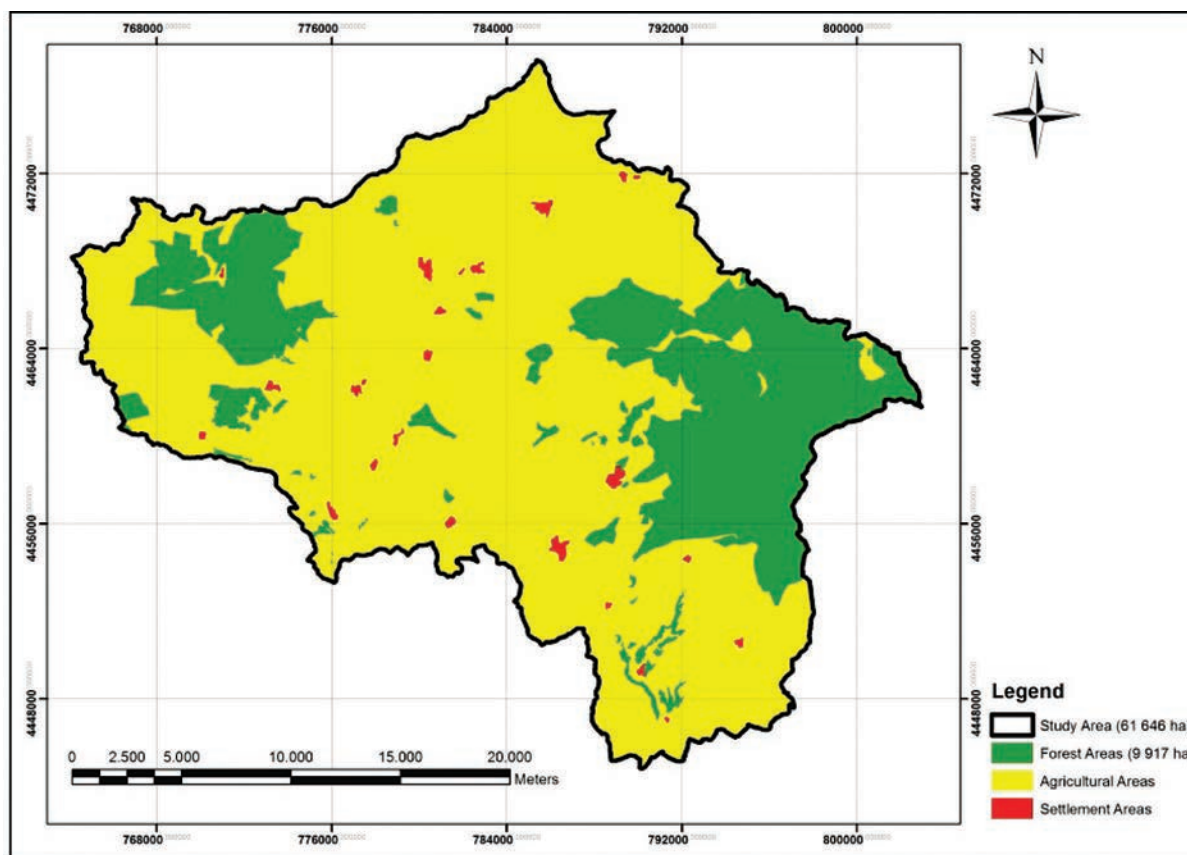 768000 776000 784000 792000 800000
N
4472000 4472000
4464000 4464000
4456000 4456000
4448000 4448000
Legend
Study Area (61 646 ha
Forest Areas (9 917 ha
Agricultural Areas
Settlement Areas
0 2.500 5.000 10.000 15.000 20.000
Meters
768000 776000 784000 792000 800000